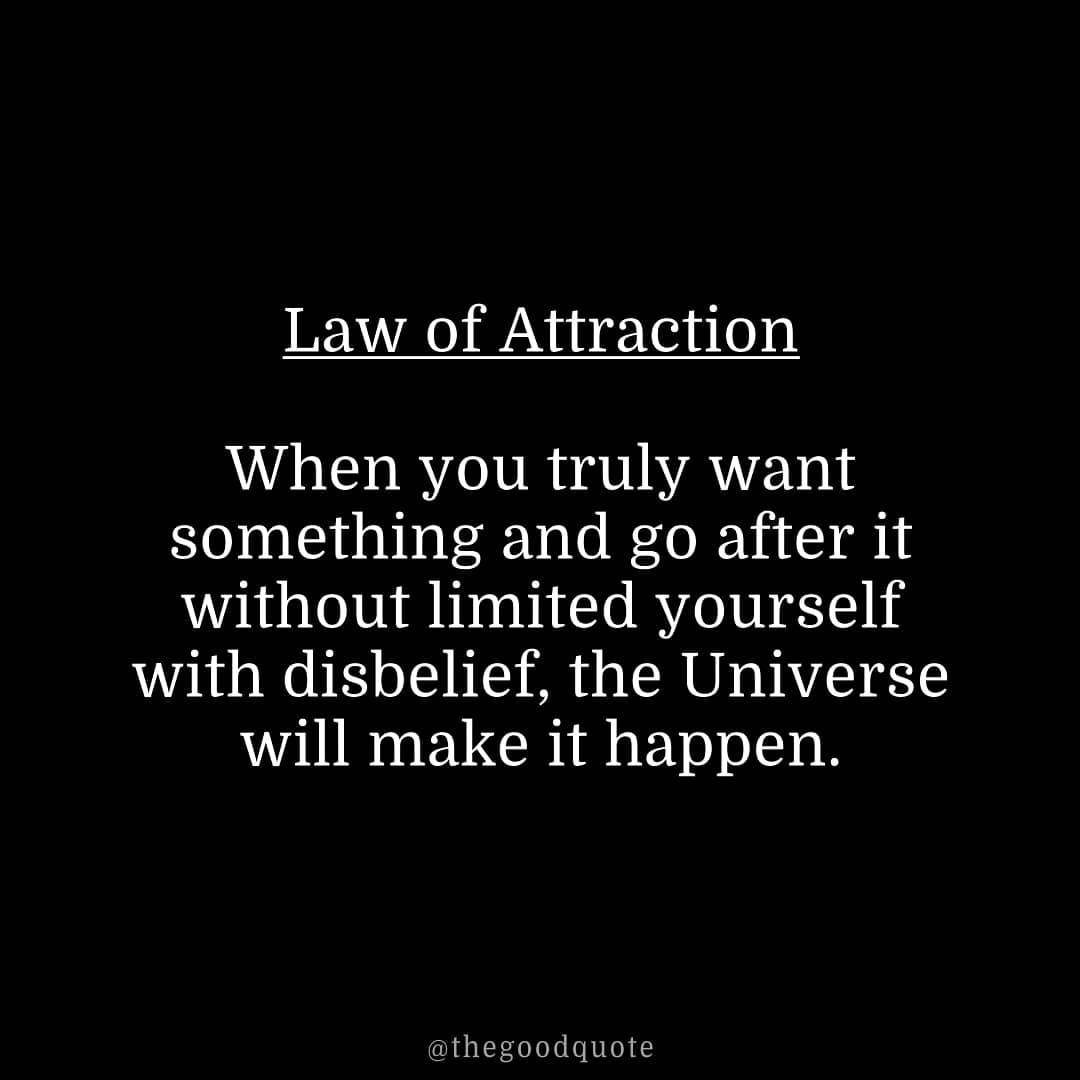 Law of Attraction
When you truly want
something and go after it
without limited yourself
with disbelief, the Universe
will make it happen.
@thegoodquote